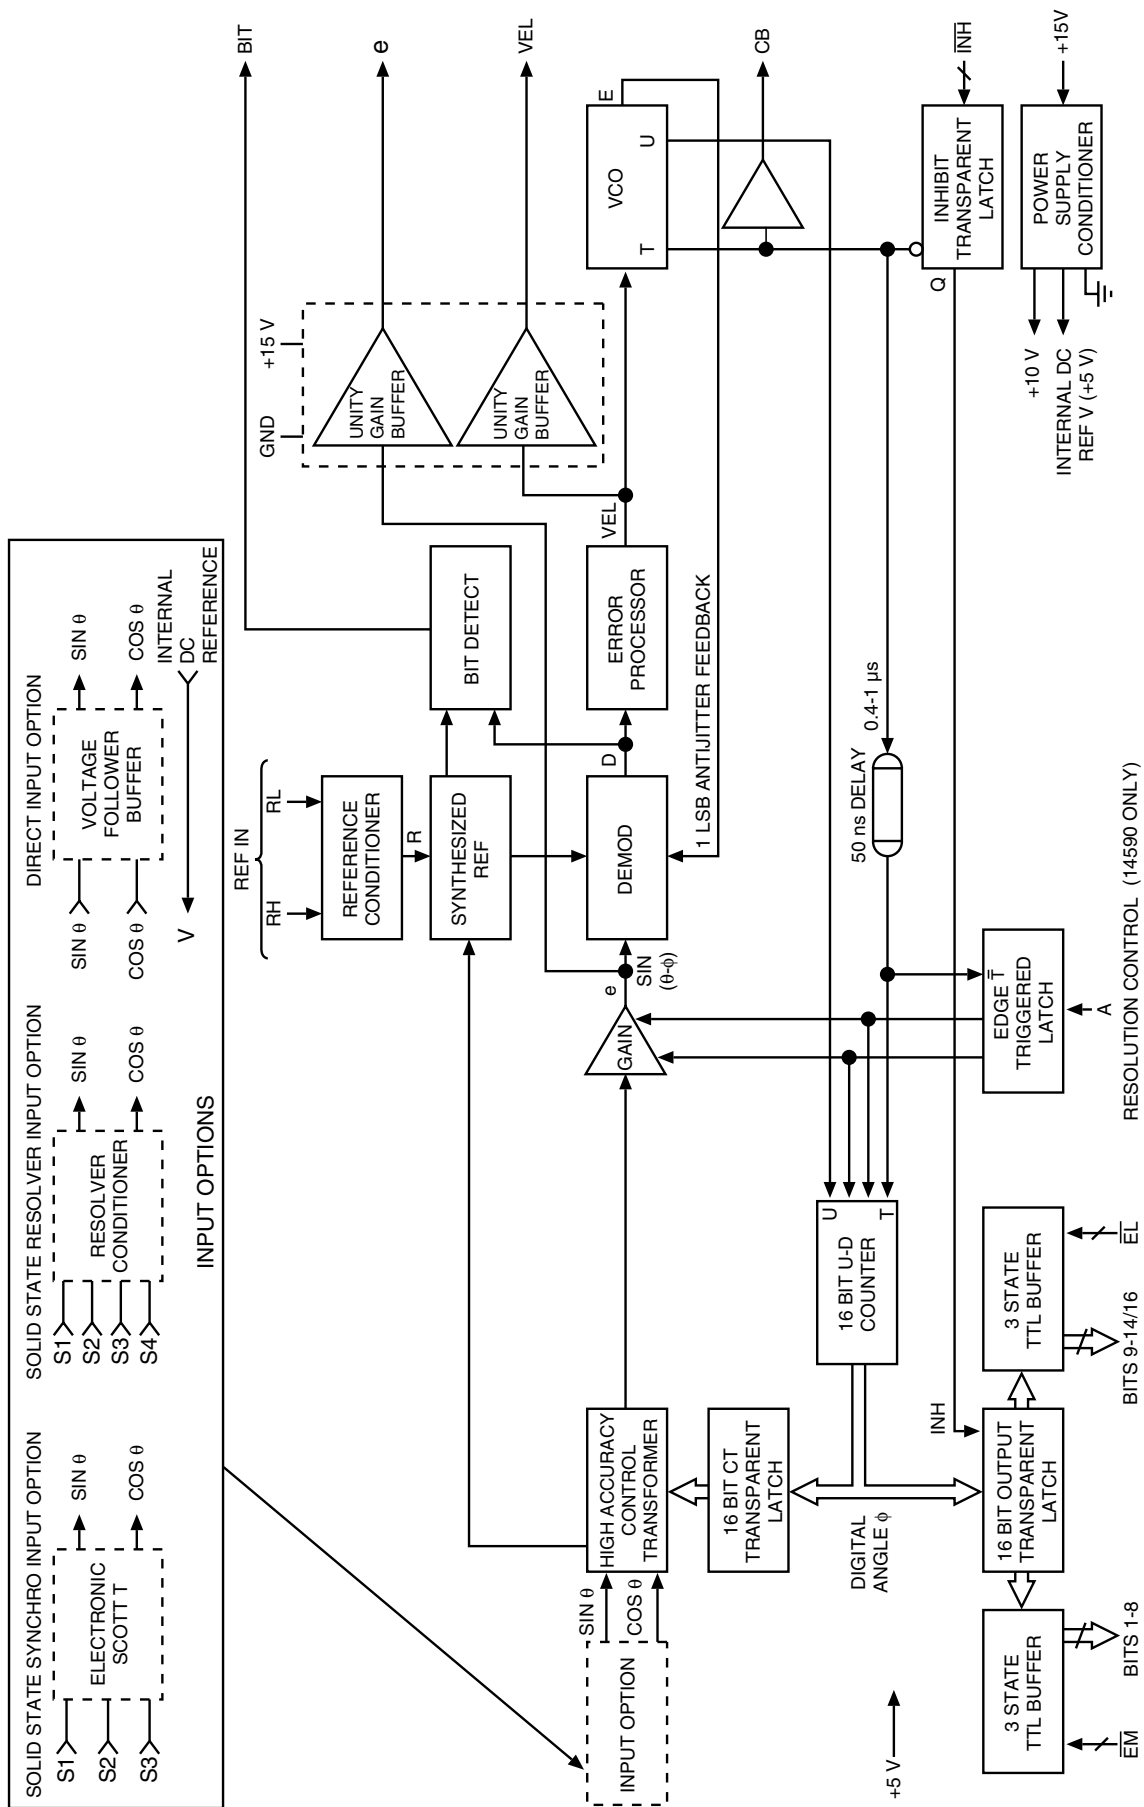 SOLID STATE SYNCHRO INPUT OPTION
S1
S2
S3
ELECTRONIC
SCOTT T
SIN θ
COS θ
SOLID STATE RESOLVER INPUT OPTION
S1
S2
S3
S4
RESOLVER
CONDITIONER
SIN θ
COS θ
DIRECT INPUT OPTION
SIN θ
COS θ
VOLTAGE
FOLLOWER
BUFFER
SIN θ
COS θ
V
INTERNAL
DC
REFERENCE
INPUT OPTIONS
REF IN
RH
RL
REFERENCE
CONDITIONER
R
SYNTHESIZED
REF
BIT DETECT
BIT
GND
+15 V
UNITY
GAIN
BUFFER
e
UNITY
GAIN
BUFFER
VEL
INPUT OPTION
SIN θ
COS θ
HIGH ACCURACY
CONTROL
TRANSFORMER
GAIN
e
SIN
(θ-ϕ)
DEMOD
D
ERROR
PROCESSOR
VEL
VCO
E
T
U
1 LSB ANTIJITTER FEEDBACK
CB
16 BIT CT
TRANSPARENT
LATCH
DIGITAL
ANGLE ϕ
16 BIT U-D
COUNTER
U
T
50 ns DELAY
0.4-1 μs
+5 V
INH
EDGE T̅
TRIGGERED
LATCH
A
RESOLUTION CONTROL (14590 ONLY)
Q
INHIBIT
TRANSPARENT
LATCH
I̅N̅H̅
3 STATE
TTL BUFFER
E̅M̅
BITS 1-8
16 BIT OUTPUT
TRANSPARENT
LATCH
3 STATE
TTL BUFFER
BITS 9-14/16
E̅L̅
+10 V
INTERNAL DC
REF V (+5 V)
POWER
SUPPLY
CONDITIONER
+15V